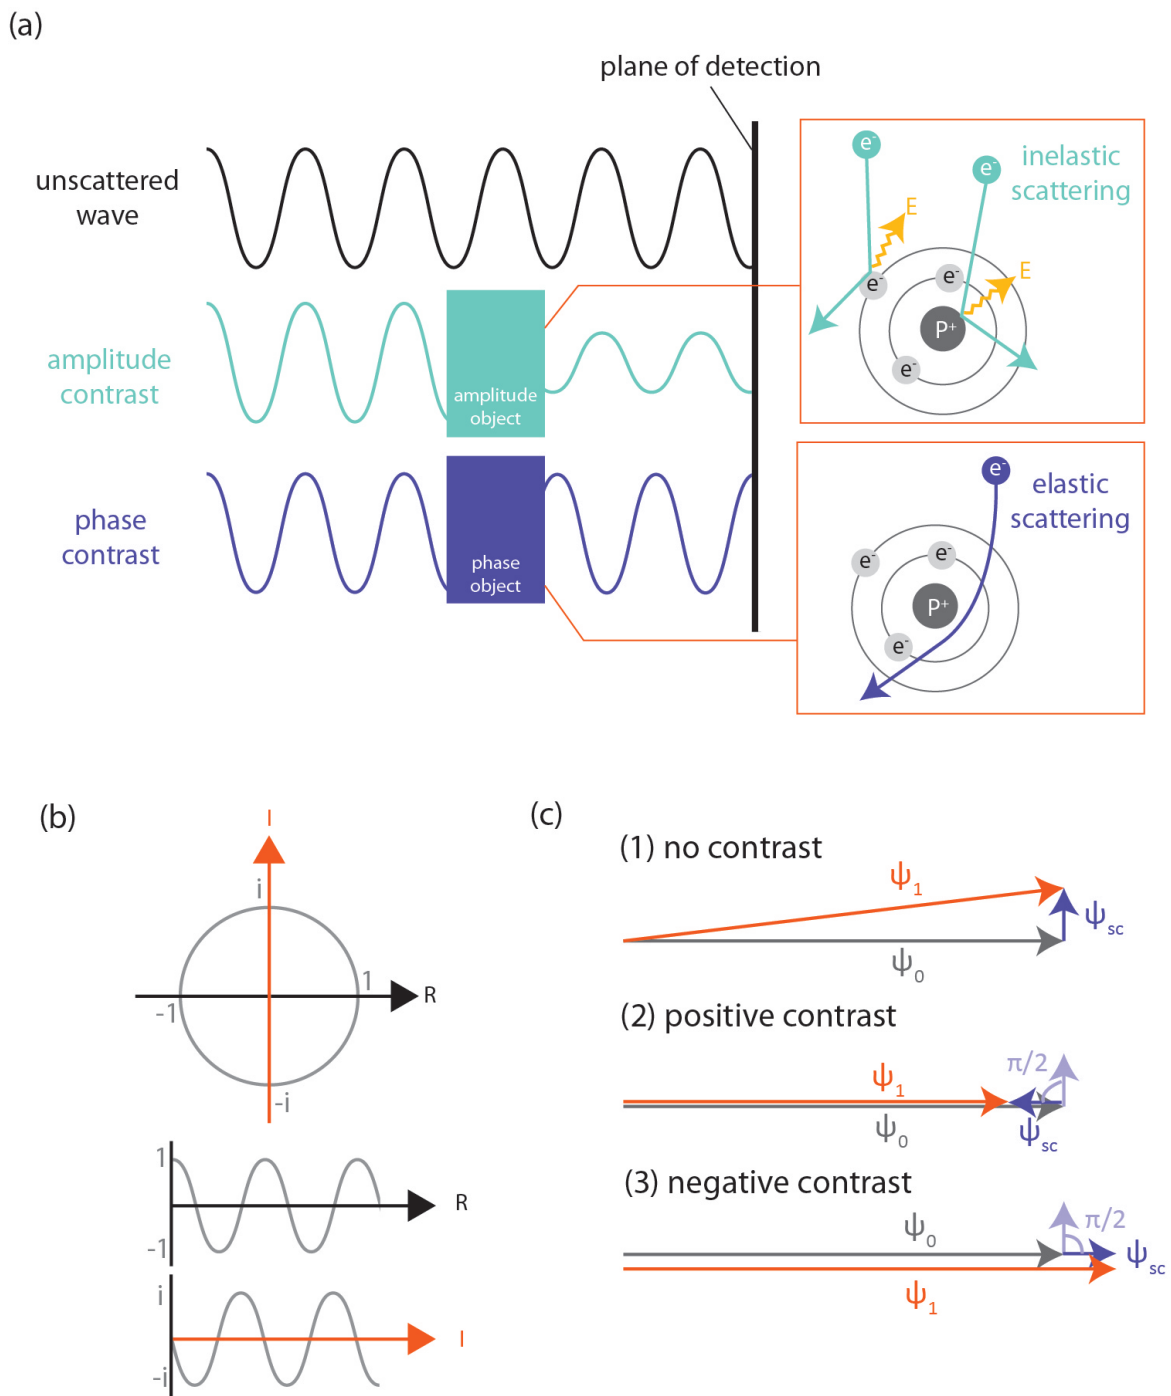 (a)
plane of detection
unscattered
wave
amplitude
contrast
amplitude
object
phase
contrast
phase
object
inelastic
scattering
e⁻
e⁻
E
E
e⁻
e⁻
P⁺
e⁻
elastic
scattering
e⁻
e⁻
e⁻
P⁺
e⁻
(b)
I
i
1
R
-1
-i
1
R
-1
i
I
-i
(c)
(1) no contrast
ψ₁
ψsc
ψ₀
(2) positive contrast
π/2
ψ₁
ψ₀
ψsc
(3) negative contrast
ψ₀
π/2
ψsc
ψ₁